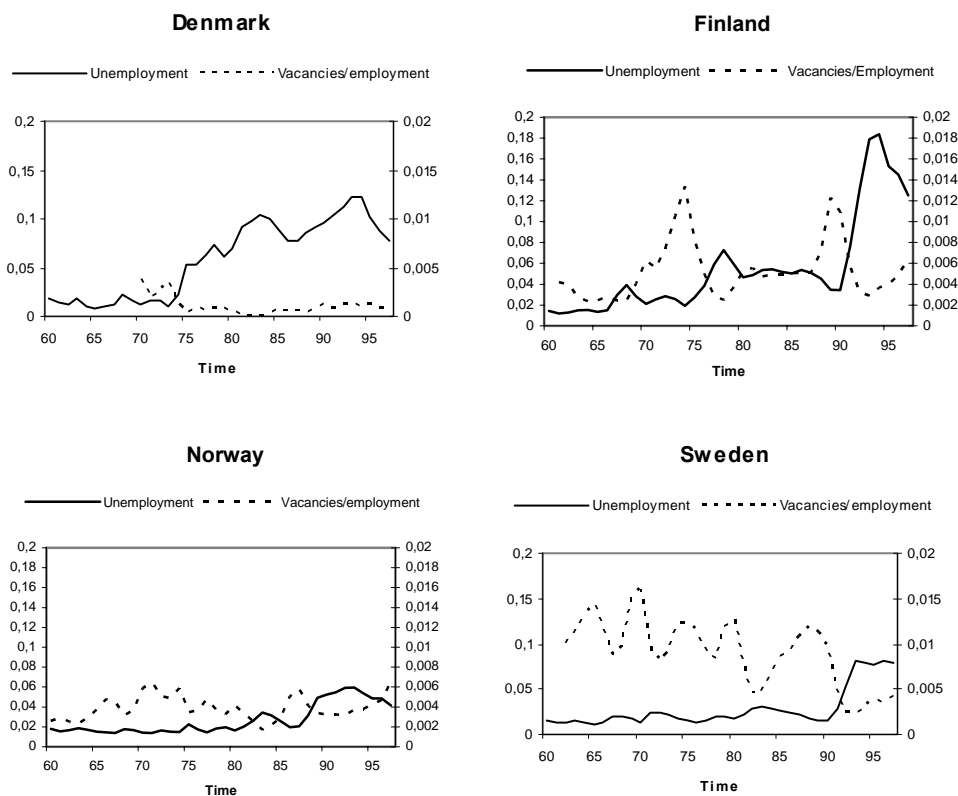 Denmark
Unemployment Vacancies/employment
0,2 0,02
0,15 0,015
0,1 0,01
0,05 0,005
0 0
60 65 70 75 80 85 90 95
Time
Finland
Unemployment Vacancies/Employment
0,2 0,02
0,18 0,018
0,16 0,016
0,14 0,014
0,12 0,012
0,1 0,01
0,08 0,008
0,06 0,006
0,04 0,004
0,02 0,002
0 0
60 65 70 75 80 85 90 95
Time
Norway
Unemployment Vacancies/employment
0,2 0,02
0,18 0,018
0,16 0,016
0,14 0,014
0,12 0,012
0,1 0,01
0,08 0,008
0,06 0,006
0,04 0,004
0,02 0,002
0 0
60 65 70 75 80 85 90 95
Time
Sweden
Unemployment Vacancies/employment
0,2 0,02
0,15 0,015
0,1 0,01
0,05 0,005
0 0
60 65 70 75 80 85 90 95
Time